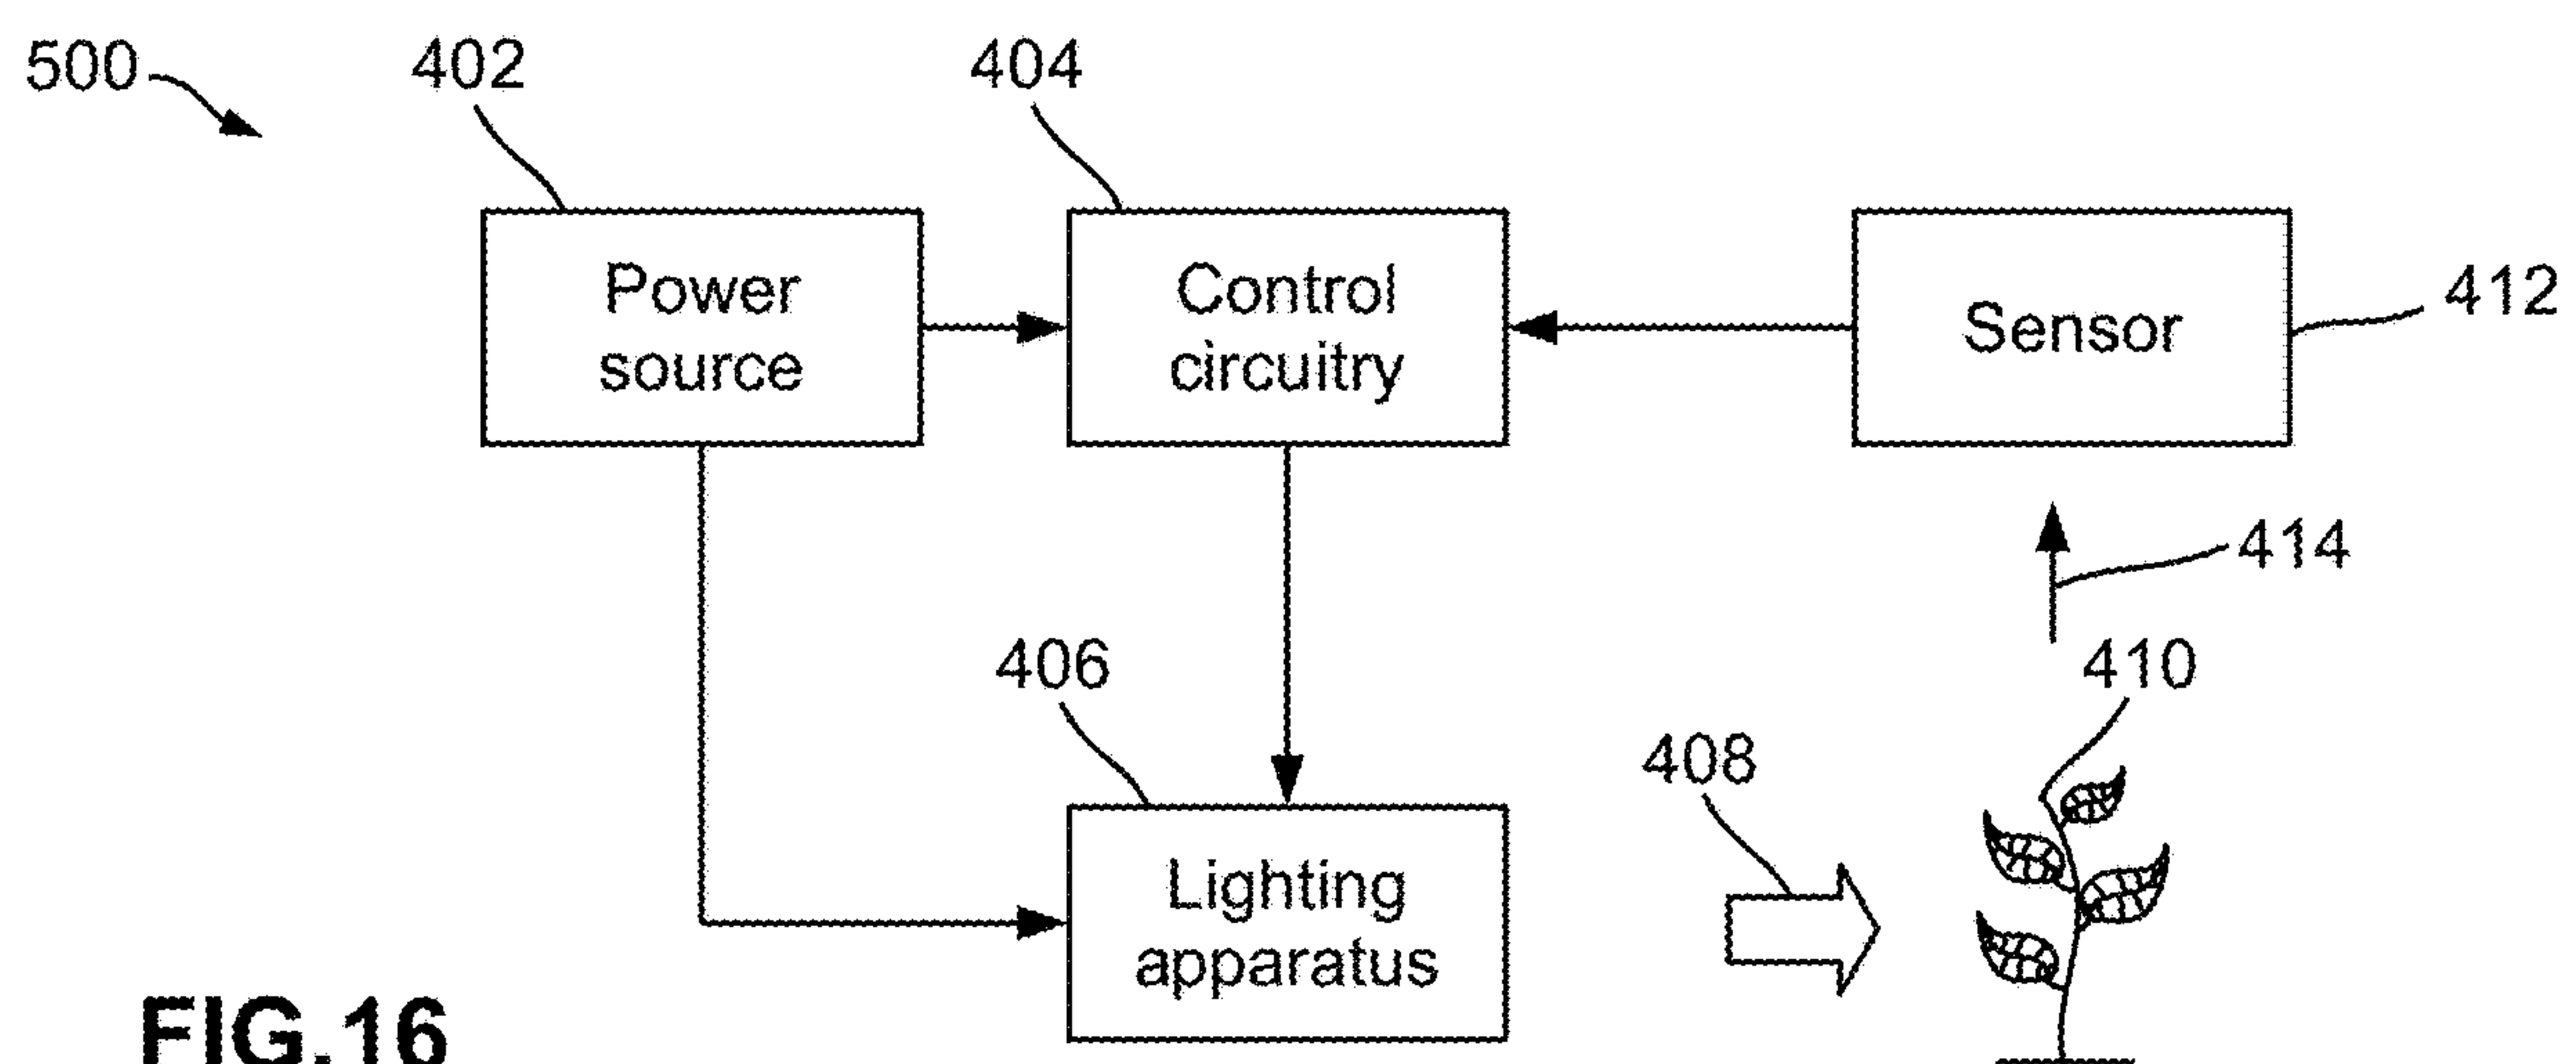 500
402
404
Power
source
Control
circuitry
Sensor
412
414
406
410
408
Lighting
apparatus
FIG.16